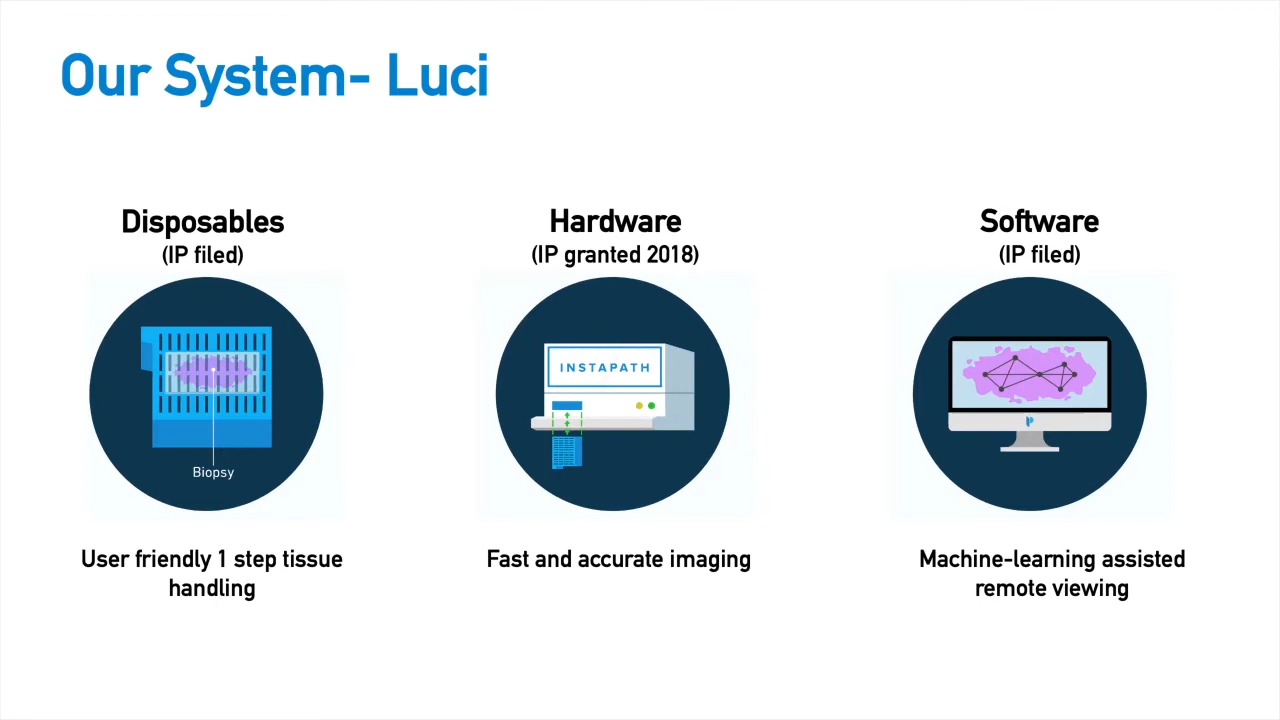 Our System- Luci
Disposables
(IP filed)
Biopsy
User friendly 1 step tissue
handling
Hardware
(IP granted 2018)
INSTAPATH
Fast and accurate imaging
Software
(IP filed)
Machine-learning assisted
remote viewing